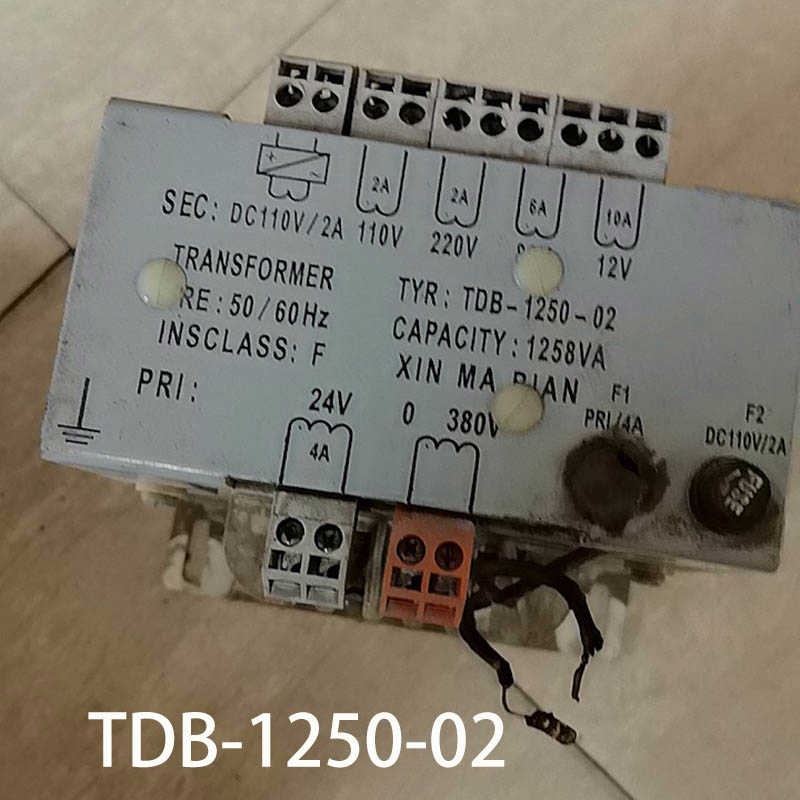 2A
2A
6A
10A
SEC: DC110V/2A
110V
220V
12V
TRANSFORMER
RE: 50/60Hz
INSCLASS: F
TYR: TDB-1250-02
CAPACITY: 1258VA
XIN MA BIAN
PRI:
24V
4A
0 380V
F1
PRI/4A
F2
DC110V/2A
FUSE
TDB-1250-02